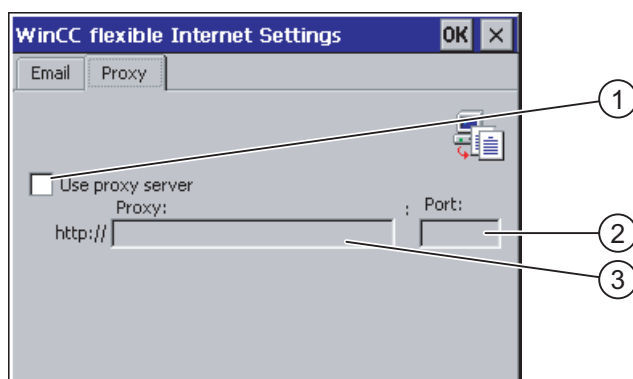 WinCC flexible Internet Settings OK ×
Email Proxy
1
Use proxy server
Proxy: : Port:
http://
2
3